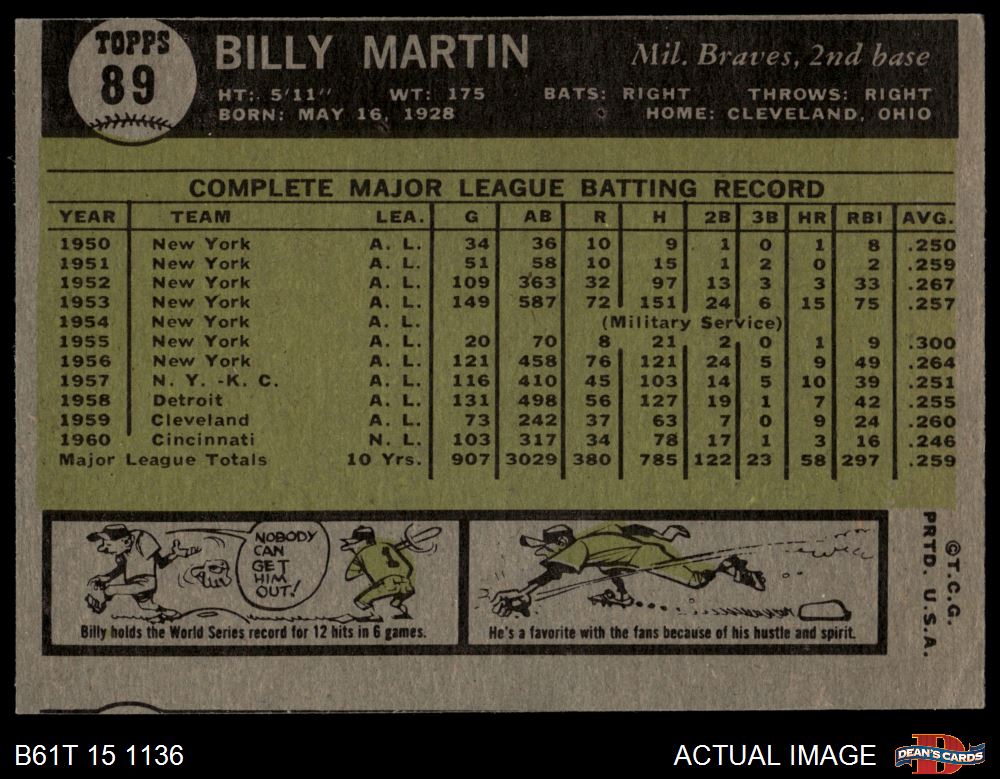 TOPPS
89
BILLY MARTIN
Mil. Braves, 2nd base
HT: 5'11" WT: 175 BATS: RIGHT THROWS: RIGHT
BORN: MAY 16, 1928 HOME: CLEVELAND, OHIO
COMPLETE MAJOR LEAGUE BATTING RECORD
YEAR TEAM LEA. G AB R H 2B 3B HR RBI AVG.
1950 New York A. L. 34 36 10 9 1 0 1 8 .250
1951 New York A. L. 51 58 10 15 1 2 0 2 .259
1952 New York A. L. 109 363 32 97 13 3 3 33 .267
1953 New York A. L. 149 587 72 151 24 6 15 75 .257
1954 New York A. L. (Military Service)
1955 New York A. L. 20 70 8 21 2 0 1 9 .300
1956 New York A. L. 121 458 76 121 24 5 9 49 .264
1957 N. Y. -K. C. A. L. 116 410 45 103 14 5 10 39 .251
1958 Detroit A. L. 131 498 56 127 19 1 7 42 .255
1959 Cleveland A. L. 73 242 37 63 7 0 9 24 .260
1960 Cincinnati N. L. 103 317 34 78 17 1 3 16 .246
Major League Totals 10 Yrs. 907 3029 380 785 122 23 58 297 .259
NOBODY
CAN
GET
HIM
OUT!
1
Billy holds the World Series record for 12 hits in 6 games.
He's a favorite with the fans because of his hustle and spirit.
©T.C.G.
PRTD. U.S.A.
B61T 15 1136
ACTUAL IMAGE
D
DEAN'S CARDS